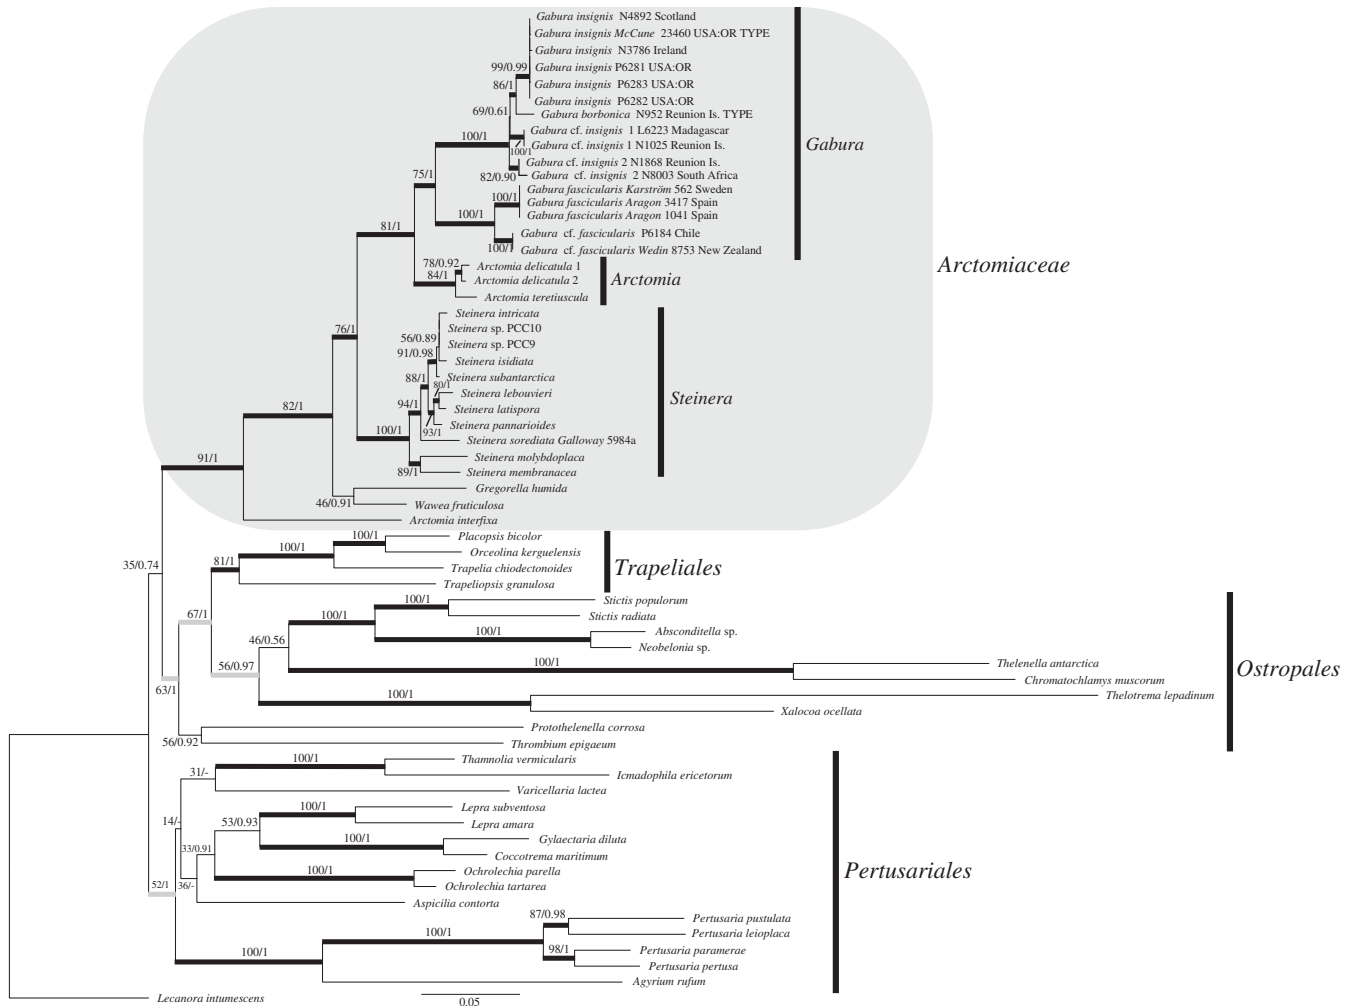 Gabura insignis N4892 Scotland
Gabura insignis McCune 23460 USA:OR TYPE
Gabura insignis N3786 Ireland
99/0.99
Gabura insignis P6281 USA:OR
86/1
Gabura insignis P6283 USA:OR
Gabura insignis P6282 USA:OR
69/0.61
Gabura borbonica N952 Reunion Is. TYPE
Gabura cf. insignis 1 L6223 Madagascar
100/1
Gabura cf. insignis 1 N1025 Reunion Is.
100/1
Gabura
Gabura cf. insignis 2 N1868 Reunion Is.
75/1
82/0.90
Gabura cf. insignis 2 N8003 South Africa
Gabura fascicularis Karström 562 Sweden
100/1
Gabura fascicularis Aragon 3417 Spain
100/1
Gabura fascicularis Aragon 1041 Spain
81/1
Gabura cf. fascicularis P6184 Chile
100/1
Gabura cf. fascicularis Wedin 8753 New Zealand
Arctomiaceae
78/0.92
Arctomia delicatula 1
84/1
Arctomia delicatula 2
Arctomia
Arctomia teretiuscula
Steinera intricata
76/1
Steinera sp. PCC10
56/0.89
Steinera sp. PCC9
91/0.98
Steinera isidiata
88/1
Steinera subantarctica
80/1
Steinera lebouvieri
Steinera
82/1
94/1
Steinera latispora
Steinera pannarioides
100/1
93/1
Steinera sorediata Galloway 5984a
91/1
Steinera molybdoplaca
89/1
Steinera membranacea
Gregorella humida
46/0.91
Wawea fruticulosa
Arctomia interfixa
100/1
Placopsis bicolor
100/1
Orceolina kerguelensis
35/0.74
81/1
Trapelia chiodectonoides
Trapeliales
Trapeliopsis granulosa
100/1
Stictis populorum
67/1
100/1
Stictis radiata
100/1
Absconditella sp.
46/0.56
Neobelonia sp.
56/0.97
100/1
Thelenella antarctica
Ostropales
Chromatochlamys muscorum
63/1
100/1
Thelotrema lepadinum
Xalocoa ocellata
Protothelenella corrosa
56/0.92
Thrombium epigaeum
100/1
Thamnolia vermicularis
31/-
Icmadophila ericetorum
Varicellaria lactea
100/1
Lepra subventosa
14/-
53/0.93
Lepra amara
100/1
Gylaectaria diluta
33/0.91
Coccotrema maritimum
100/1
Ochrolechia parella
Pertusariales
52/1
36/-
Ochrolechia tartarea
Aspicilia contorta
87/0.98
Pertusaria pustulata
100/1
Pertusaria leioplaca
100/1
98/1
Pertusaria paramerae
Pertusaria pertusa
Agyrium rufum
Lecanora intumescens
0.05